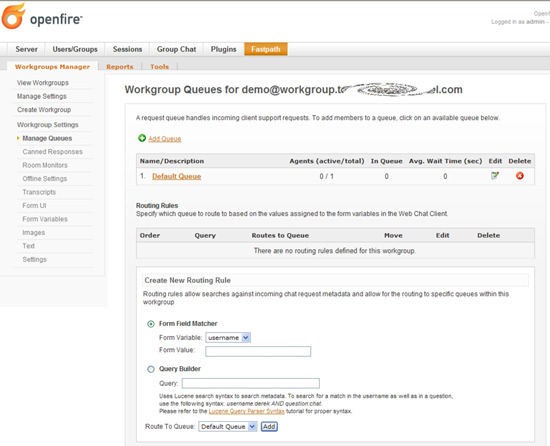 openfire
Openf
Logged in as admin -
Server Users/Groups Sessions Group Chat Plugins Fastpath
Workgroups Manager Reports Tools
View Workgroups
Manage Settings
Create Workgroup
Workgroup Settings
Manage Queues
Canned Responses
Room Monitors
Offline Settings
Transcripts
Form UI
Form Variables
Images
Text
Settings
Workgroup Queues for demo@workgroup.to el.com
A request queue handles incoming client support requests. To add members to a queue, click on an available queue below.
Add Queue
Name/Description Agents (active/total) In Queue Avg. Wait Time (sec) Edit Delete
1. Default Queue 0 / 1 0 0
Routing Rules
Specify which queue to route to based on the values assigned to the form variables in the Web Chat Client.
Order Query Routes to Queue Move Edit Delete
There are no routing rules defined for this workgroup.
Create New Routing Rule
Routing rules allow searches against incoming chat request metadata and allow for the routing to specific queues within this
workgroup
Form Field Matcher
Form Variable: username
Form Value:
Query Builder
Query:
Uses Lucene search syntax to search metadata. To search for a match in the username as well as in a question,
use the following syntax: username:derek AND question:chat.
Please refer to the Lucene Query Parser Syntax tutorial for proper syntax.
Route To Queue: Default Queue Add